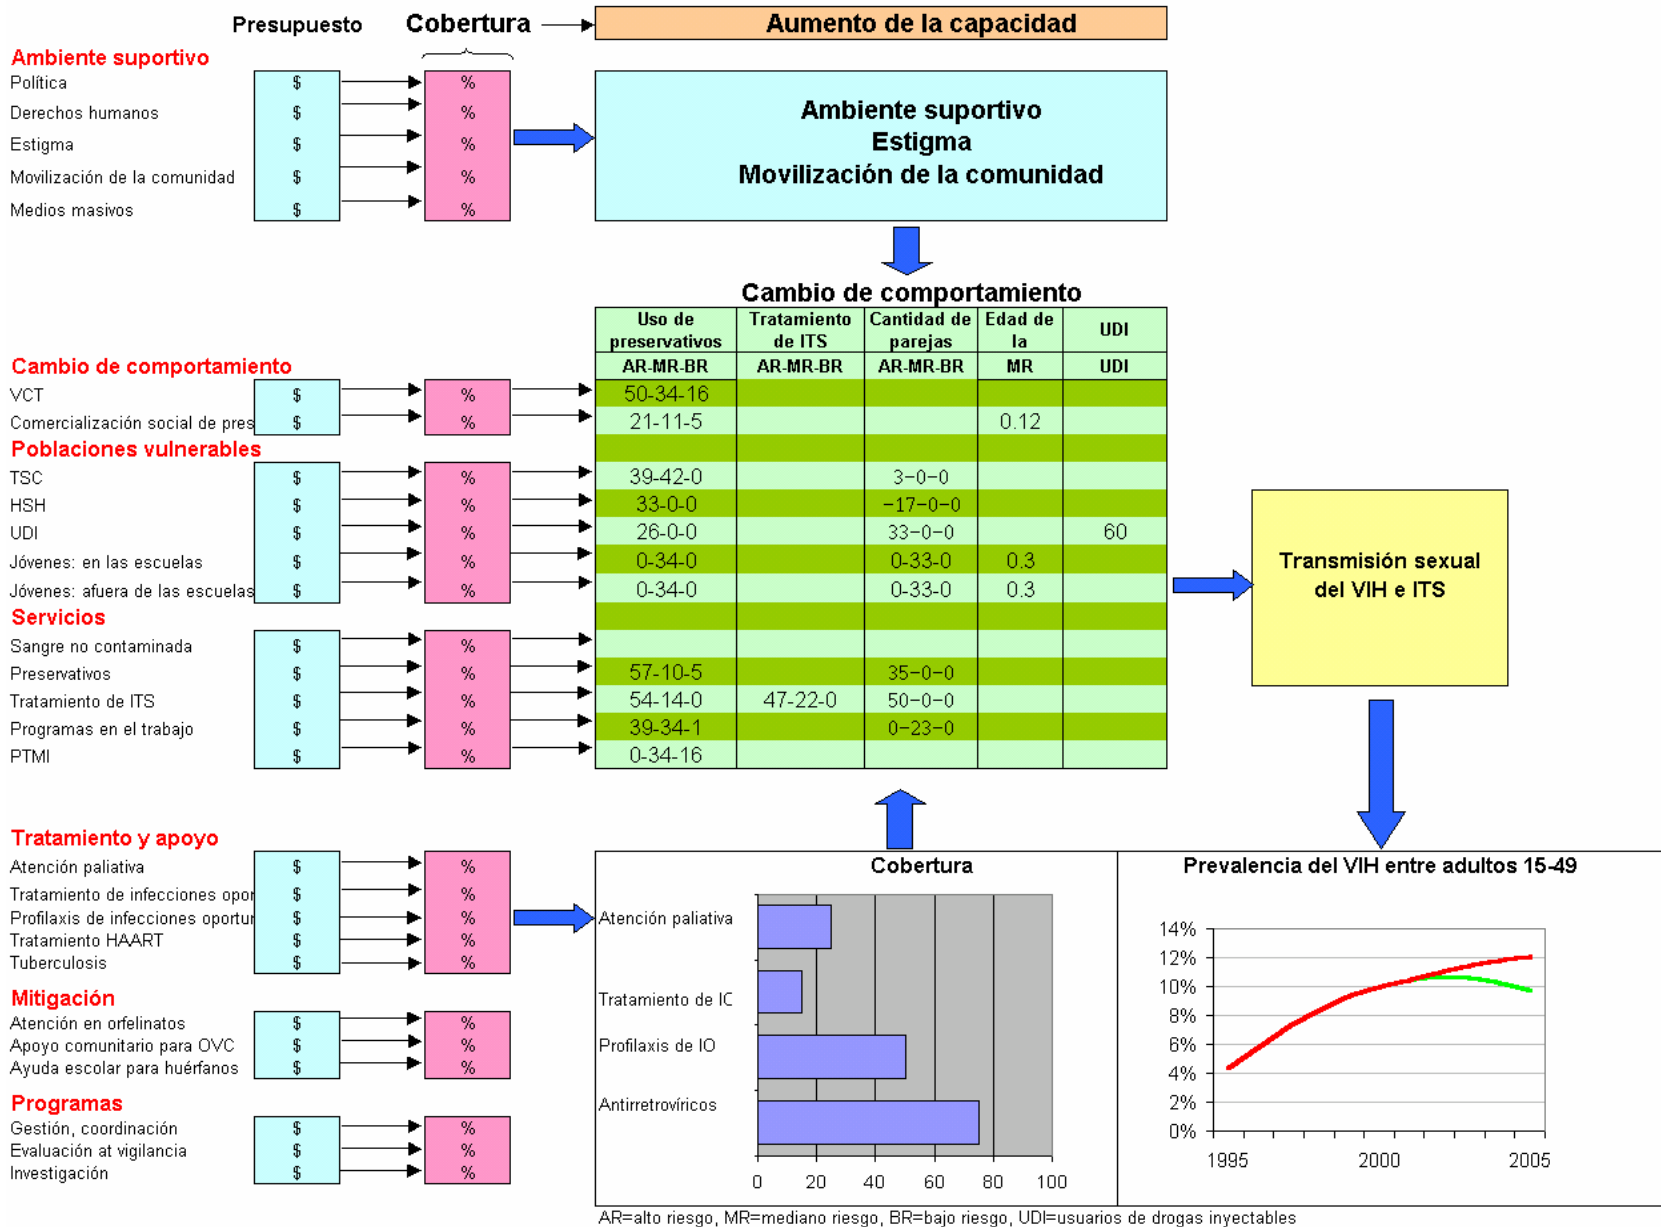 Presupuesto Cobertura Aumento de la capacidad
Ambiente suportivo
Política $ %
Derechos humanos $ %
Estigma $ %
Movilización de la comunidad $ %
Medios masivos $ %
Ambiente suportivo
Estigma
Movilización de la comunidad
Cambio de comportamiento
Uso de preservativos Tratamiento de ITS Cantidad de parejas Edad de la UDI
AR-MR-BR AR-MR-BR AR-MR-BR MR UDI
Cambio de comportamiento
VCT $ % 50-34-16
Comercialización social de pres $ % 21-11-5 0.12
Poblaciones vulnerables
TSC $ % 39-42-0 3-0-0
HSH $ % 33-0-0 -17-0-0
UDI $ % 26-0-0 33-0-0 60
Jóvenes: en las escuelas $ % 0-34-0 0-33-0 0.3
Jóvenes: afuera de las escuelas $ % 0-34-0 0-33-0 0.3
Servicios
Sangre no contaminada $ %
Preservativos $ % 57-10-5 35-0-0
Tratamiento de ITS $ % 54-14-0 47-22-0 50-0-0
Programas en el trabajo $ % 39-34-1 0-23-0
PTMI $ % 0-34-16
Transmisión sexual
del VIH e ITS
Tratamiento y apoyo
Atención paliativa $ %
Tratamiento de infecciones opor $ %
Profilaxis de infecciones oportur $ %
Tratamiento HAART $ %
Tuberculosis $ %
Mitigación
Atención en orfelinatos $ %
Apoyo comunitario para OVC $ %
Ayuda escolar para huérfanos $ %
Programas
Gestión, coordinación $ %
Evaluación at vigilancia $ %
Investigación $ %
Cobertura
Atención paliativa
Tratamiento de IC
Profilaxis de IO
Antirretrovíricos
0 20 40 60 80 100
Prevalencia del VIH entre adultos 15-49
14%
12%
10%
8%
6%
4%
2%
0%
1995 2000 2005
AR=alto riesgo, MR=mediano riesgo, BR=bajo riesgo, UDI=usuarios de drogas inyectables